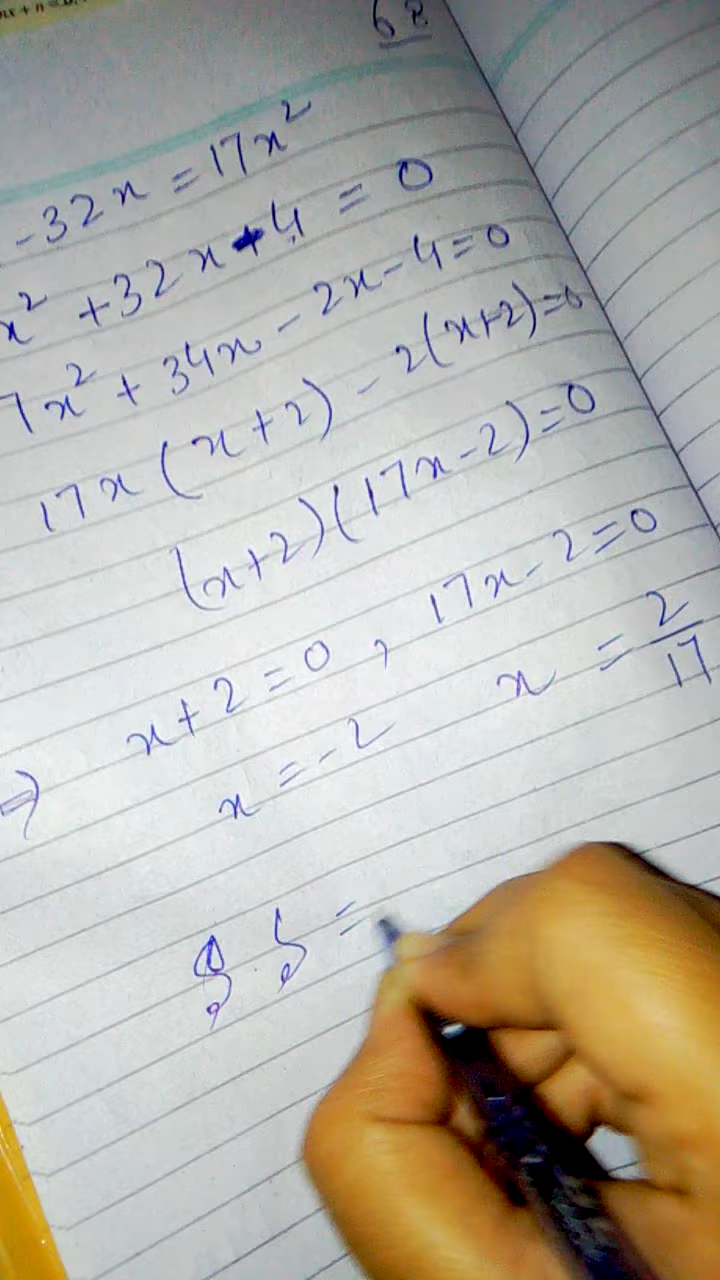 68
-32x = 17x²
x² + 32x + 4 = 0
7x² + 34x - 2x - 4 = 0
17x (x + 2) - 2(x+2) = 0
(x+2)(17x-2) = 0
⇒ x + 2 = 0 , 17x - 2 = 0
x = -2 x = 2/17
S S =